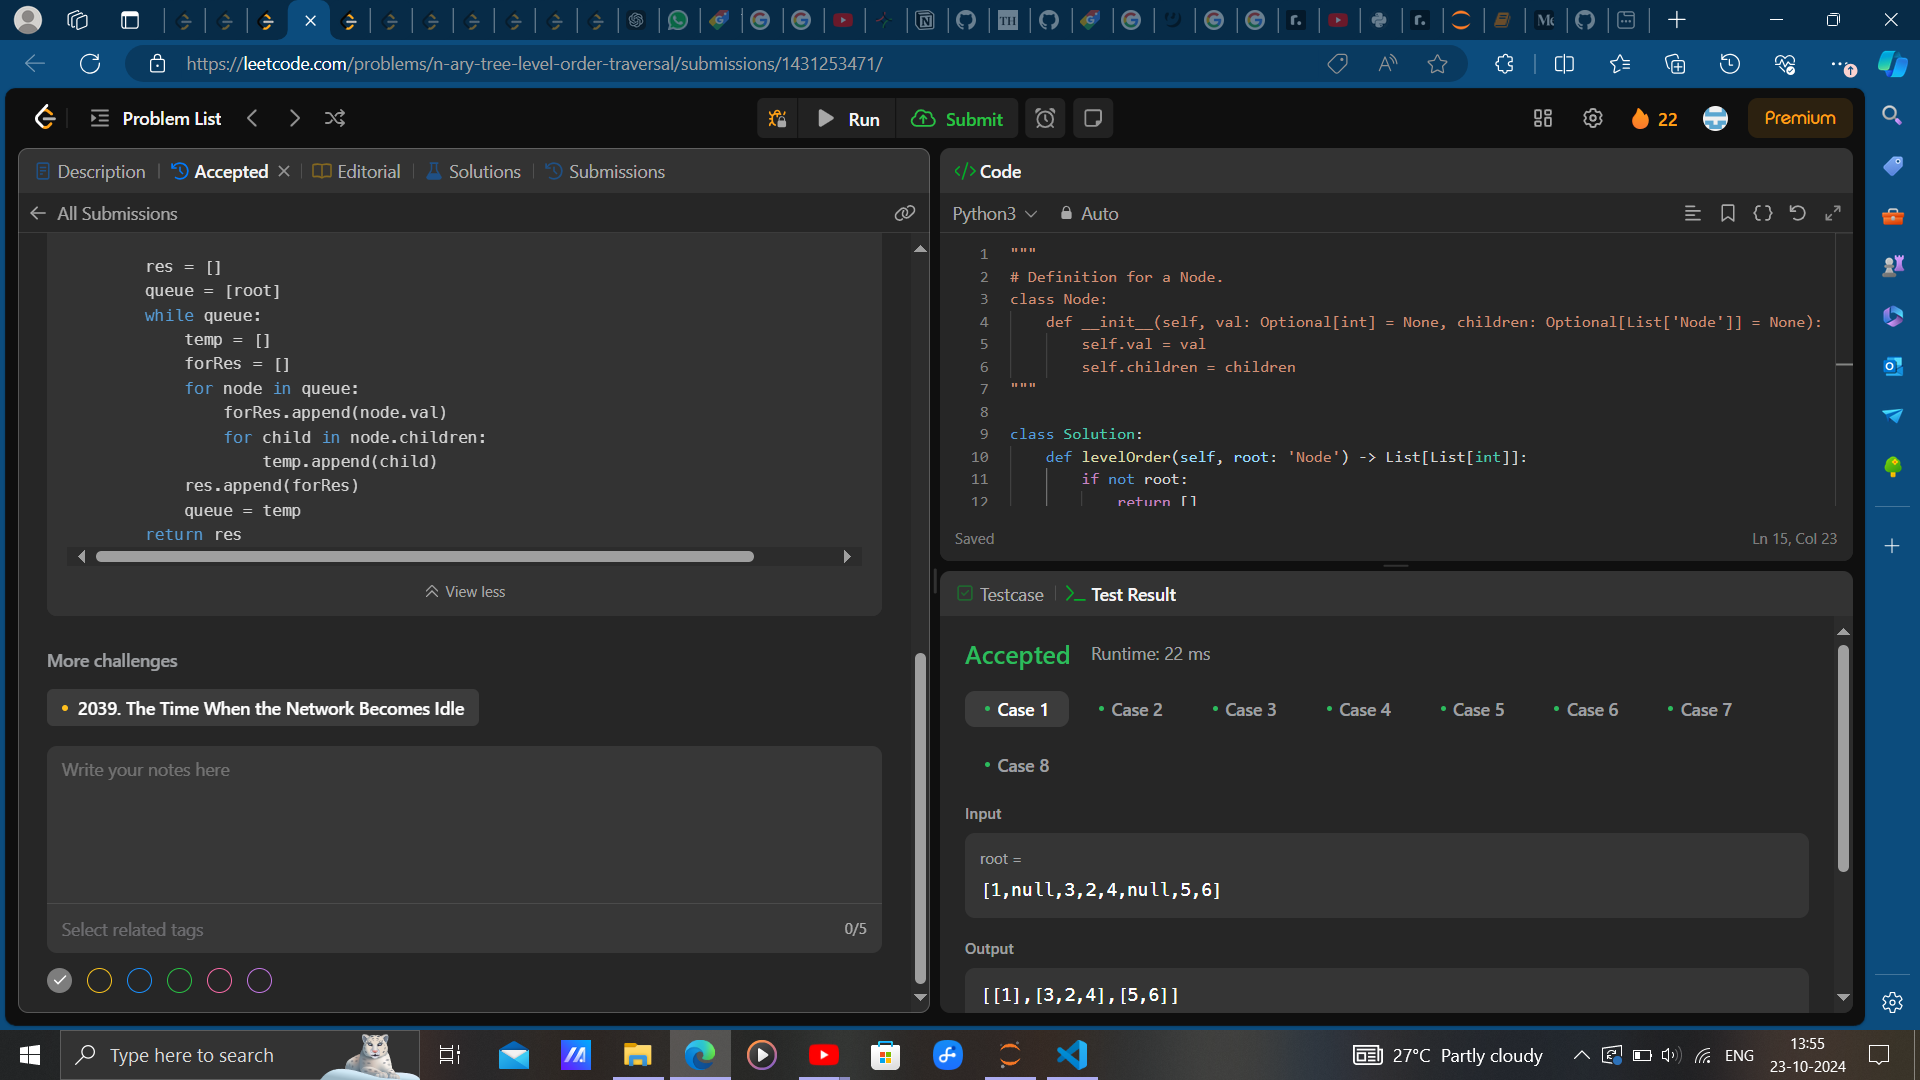 https://leetcode.com/problems/n-ary-tree-level-order-traversal/submissions/1431253471/
Problem List
Run
Submit
22
Premium
Description
Accepted
Editorial
Solutions
Submissions
All Submissions
res = []
queue = [root]
while queue:
temp = []
forRes = []
for node in queue:
forRes.append(node.val)
for child in node.children:
temp.append(child)
res.append(forRes)
queue = temp
return res
View less
More challenges
2039. The Time When the Network Becomes Idle
Write your notes here
Select related tags
0/5
</> Code
Python3
Auto
1 """
2 # Definition for a Node.
3 class Node:
4 def __init__(self, val: Optional[int] = None, children: Optional[List['Node']] = None):
5 self.val = val
6 self.children = children
7 """
8
9 class Solution:
10 def levelOrder(self, root: 'Node') -> List[List[int]]:
11 if not root:
12 return []
Saved
Ln 15, Col 23
Testcase
Test Result
Accepted
Runtime: 22 ms
Case 1
Case 2
Case 3
Case 4
Case 5
Case 6
Case 7
Case 8
Input
root =
[1,null,3,2,4,null,5,6]
Output
[[1],[3,2,4],[5,6]]
Type here to search
27°C Partly cloudy
ENG
13:55
23-10-2024